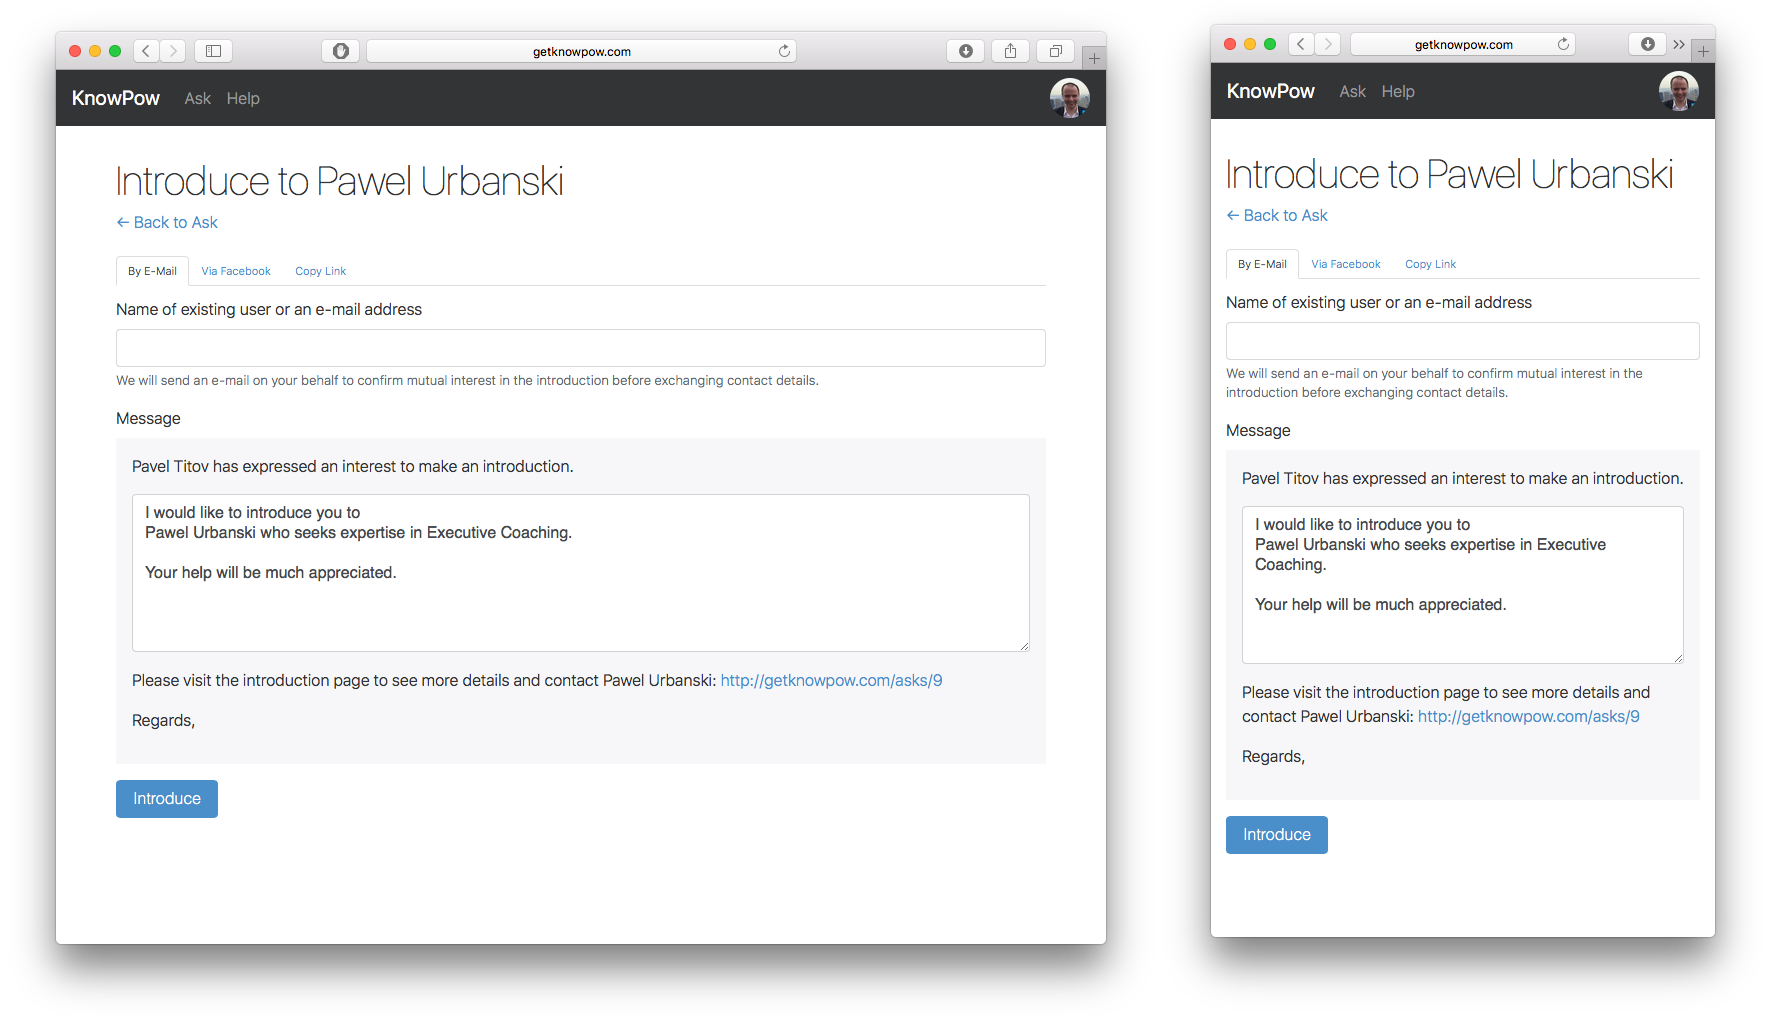 getknowpow.com
KnowPow Ask Help
Introduce to Pawel Urbanski
← Back to Ask
By E-Mail Via Facebook Copy Link
Name of existing user or an e-mail address
We will send an e-mail on your behalf to confirm mutual interest in the introduction before exchanging contact details.
Message
Pavel Titov has expressed an interest to make an introduction.
I would like to introduce you to
Pawel Urbanski who seeks expertise in Executive Coaching.
Your help will be much appreciated.
Please visit the introduction page to see more details and contact Pawel Urbanski: http://getknowpow.com/asks/9
Regards,
Introduce
getknowpow.com
KnowPow Ask Help
Introduce to Pawel Urbanski
← Back to Ask
By E-Mail Via Facebook Copy Link
Name of existing user or an e-mail address
We will send an e-mail on your behalf to confirm mutual interest in the
introduction before exchanging contact details.
Message
Pavel Titov has expressed an interest to make an introduction.
I would like to introduce you to
Pawel Urbanski who seeks expertise in Executive
Coaching.
Your help will be much appreciated.
Please visit the introduction page to see more details and
contact Pawel Urbanski: http://getknowpow.com/asks/9
Regards,
Introduce